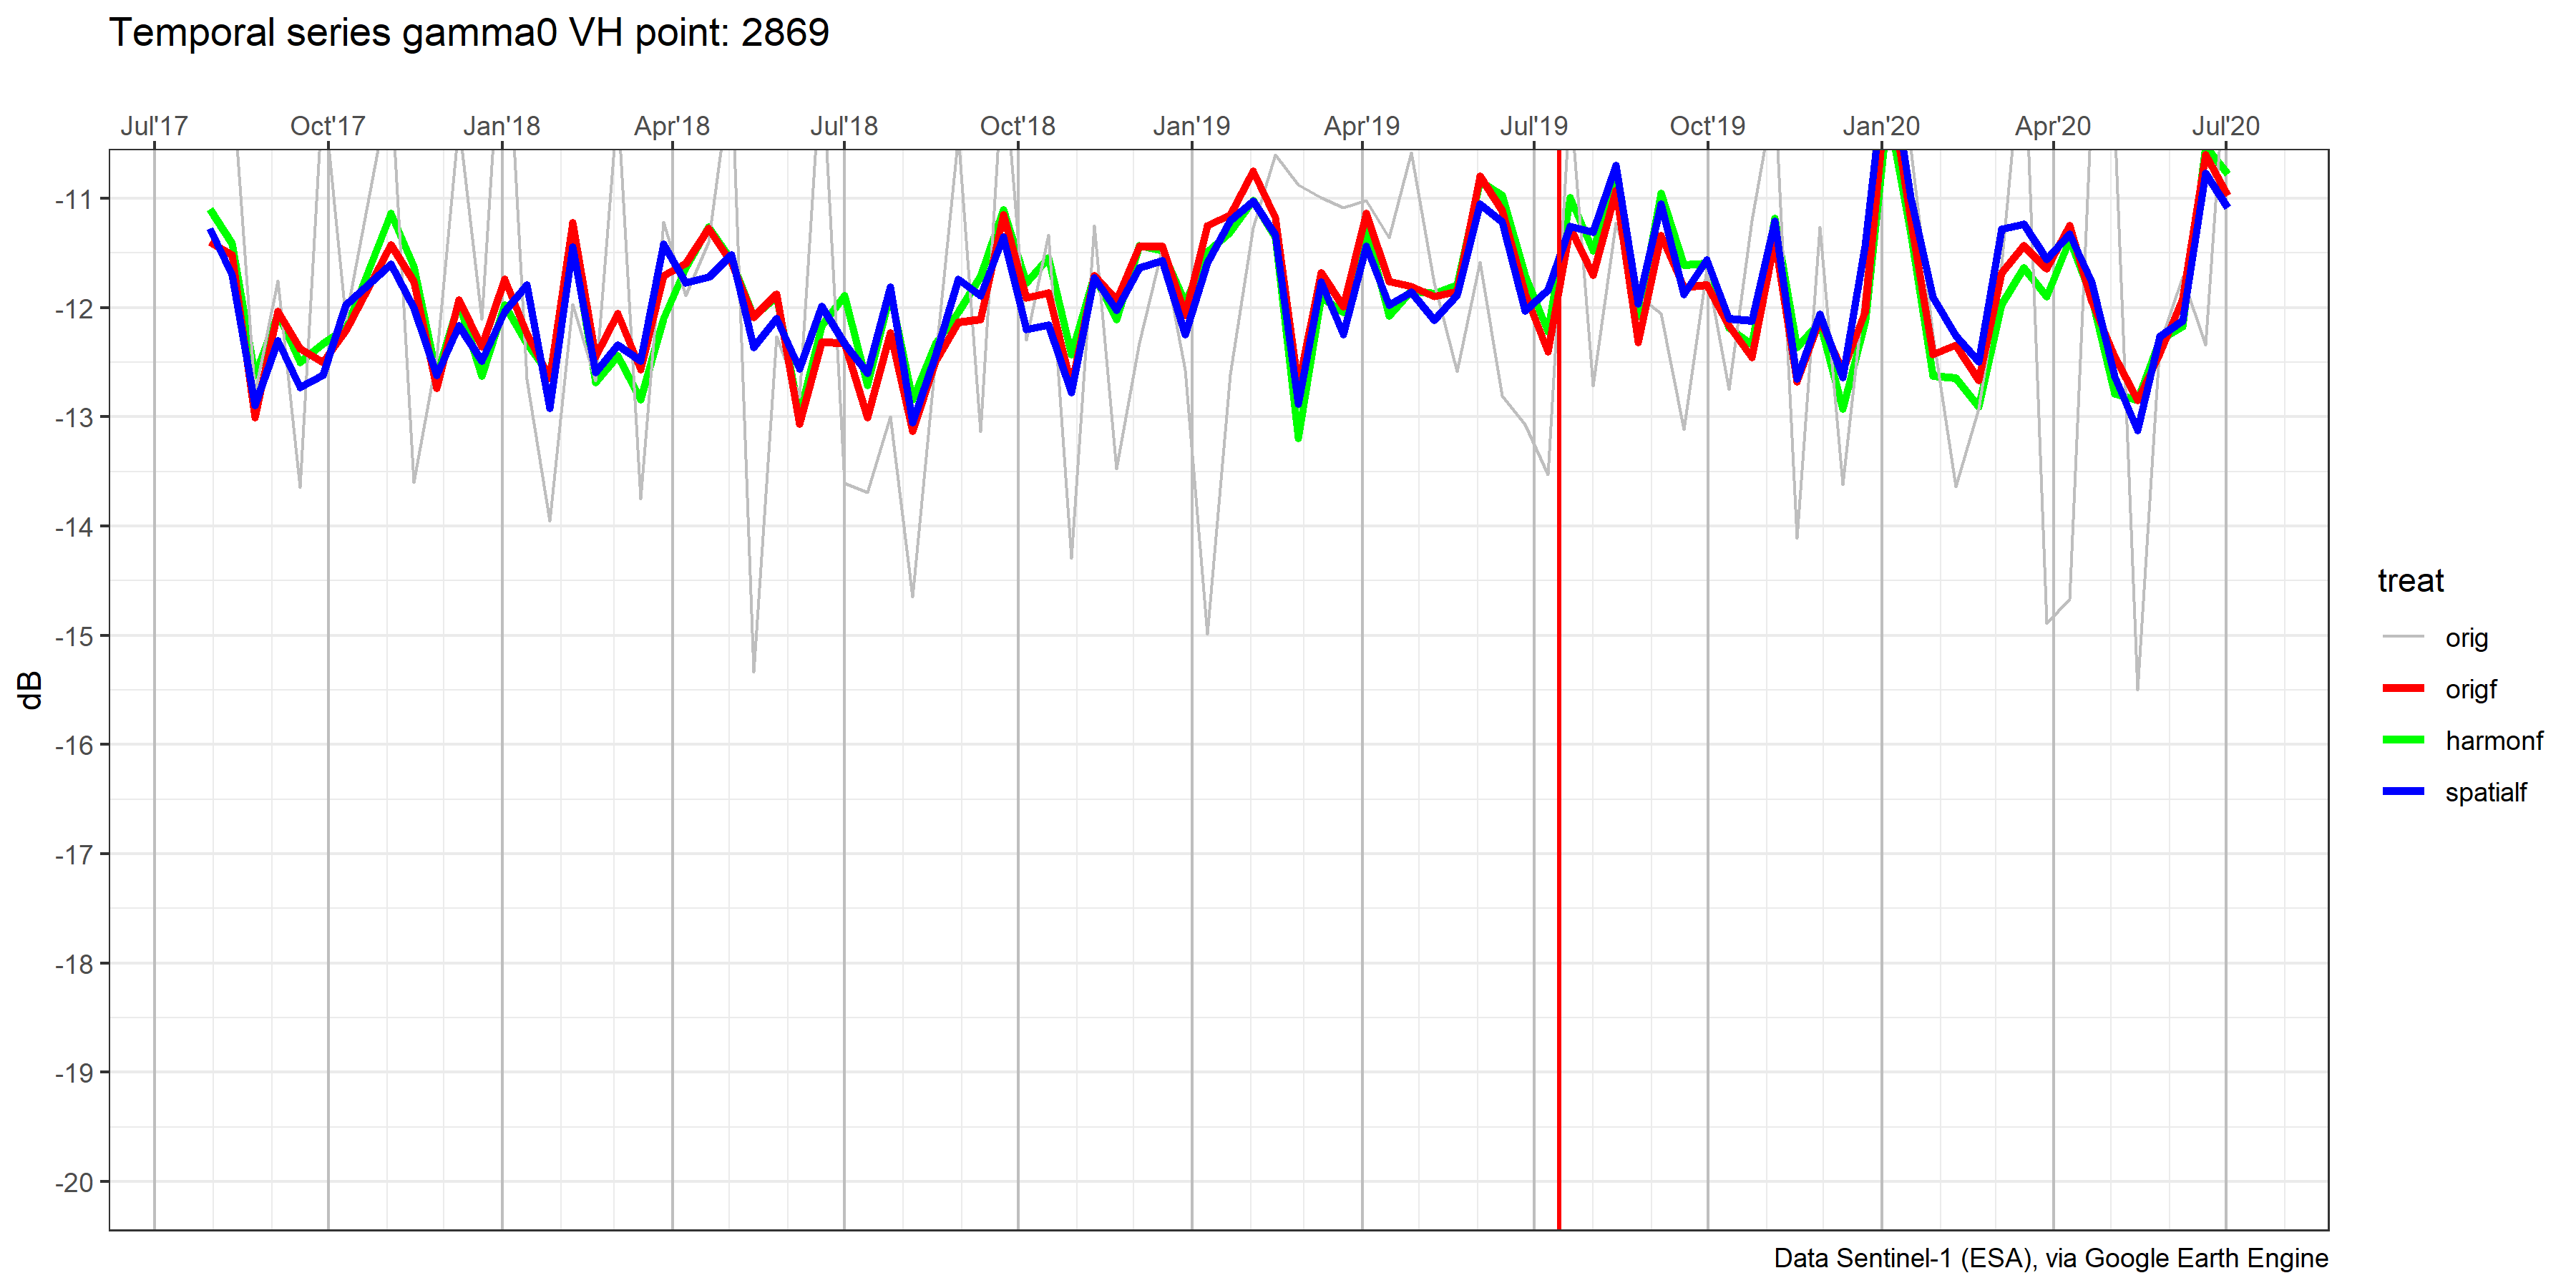 Temporal series gamma0 VH point: 2869
Jul'17 Oct'17 Jan'18 Apr'18 Jul'18 Oct'18 Jan'19 Apr'19 Jul'19 Oct'19 Jan'20 Apr'20 Jul'20
-11
-12
-13
-14
-15
-16
-17
-18
-19
-20
dB
treat
orig
origf
harmonf
spatialf
Data Sentinel-1 (ESA), via Google Earth Engine